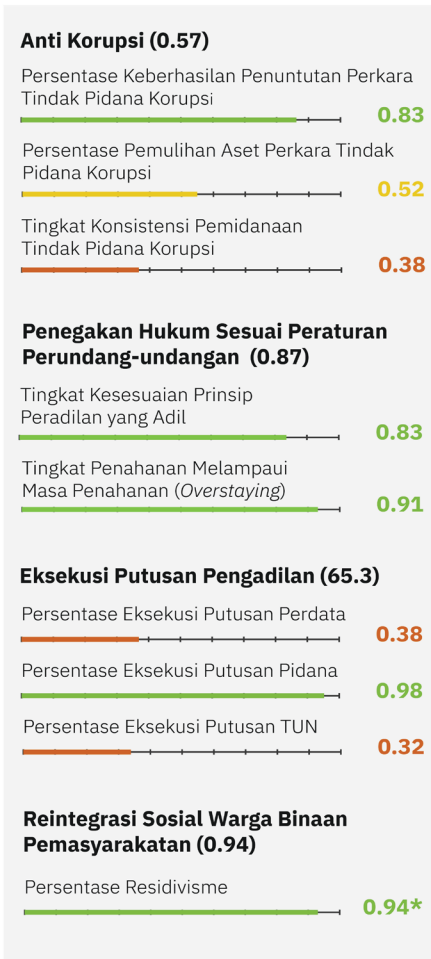 Anti Korupsi (0.57)
Persentase Keberhasilan Penuntutan Perkara
Tindak Pidana Korupsi
0.83
Persentase Pemulihan Aset Perkara Tindak
Pidana Korupsi
0.52
Tingkat Konsistensi Pemidanaan
Tindak Pidana Korupsi
0.38
Penegakan Hukum Sesuai Peraturan
Perundang-undangan (0.87)
Tingkat Kesesuaian Prinsip
Peradilan yang Adil
0.83
Tingkat Penahanan Melampaui
Masa Penahanan (Overstaying)
0.91
Eksekusi Putusan Pengadilan (65.3)
Persentase Eksekusi Putusan Perdata
0.38
Persentase Eksekusi Putusan Pidana
0.98
Persentase Eksekusi Putusan TUN
0.32
Reintegrasi Sosial Warga Binaan
Pemasyarakatan (0.94)
Persentase Residivisme
0.94*